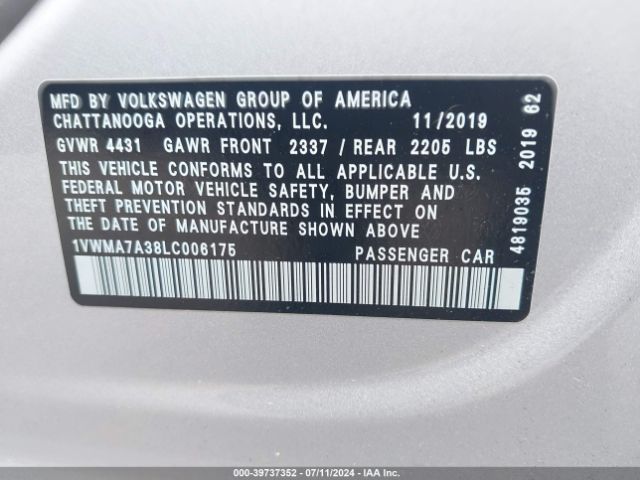 MFD BY VOLKSWAGEN GROUP OF AMERICA
CHATTANOOGA OPERATIONS, LLC. 11/2019
GVWR 4431 GAWR FRONT 2337 / REAR 2205 LBS
THIS VEHICLE CONFORMS TO ALL APPLICABLE U.S.
FEDERAL MOTOR VEHICLE SAFETY, BUMPER AND
THEFT PREVENTION STANDARDS IN EFFECT ON
THE DATE OF MANUFACTURE SHOWN ABOVE
1VWMA7A38LC006175 PASSENGER CAR
4819035 2019 62
000-39737352 / 07/11/2024 - IAA Inc.